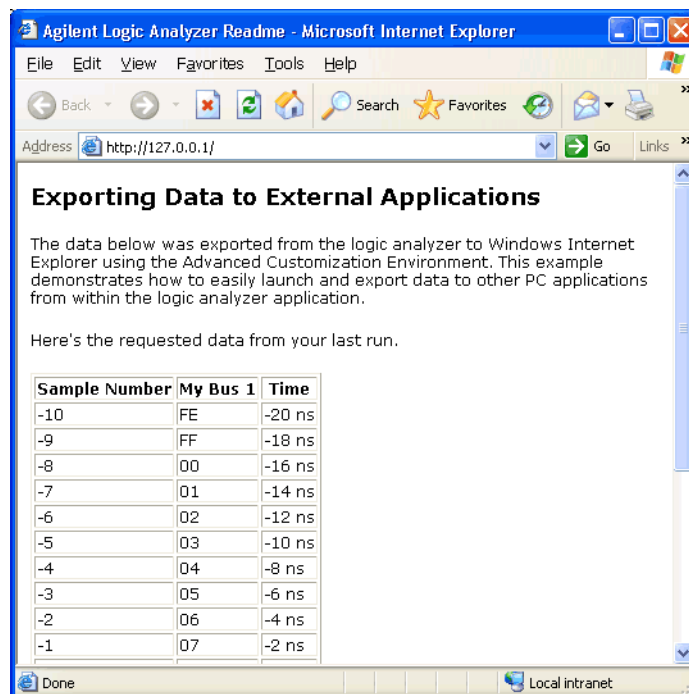 Agilent Logic Analyzer Readme - Microsoft Internet Explorer
File Edit View Favorites Tools Help
Back Search Favorites »
Address http://127.0.0.1/ Go Links »
Exporting Data to External Applications
The data below was exported from the logic analyzer to Windows Internet
Explorer using the Advanced Customization Environment. This example
demonstrates how to easily launch and export data to other PC applications
from within the logic analyzer application.
Here's the requested data from your last run.
Sample Number My Bus 1 Time
-10 FE -20 ns
-9 FF -18 ns
-8 00 -16 ns
-7 01 -14 ns
-6 02 -12 ns
-5 03 -10 ns
-4 04 -8 ns
-3 05 -6 ns
-2 06 -4 ns
-1 07 -2 ns
Done Local intranet